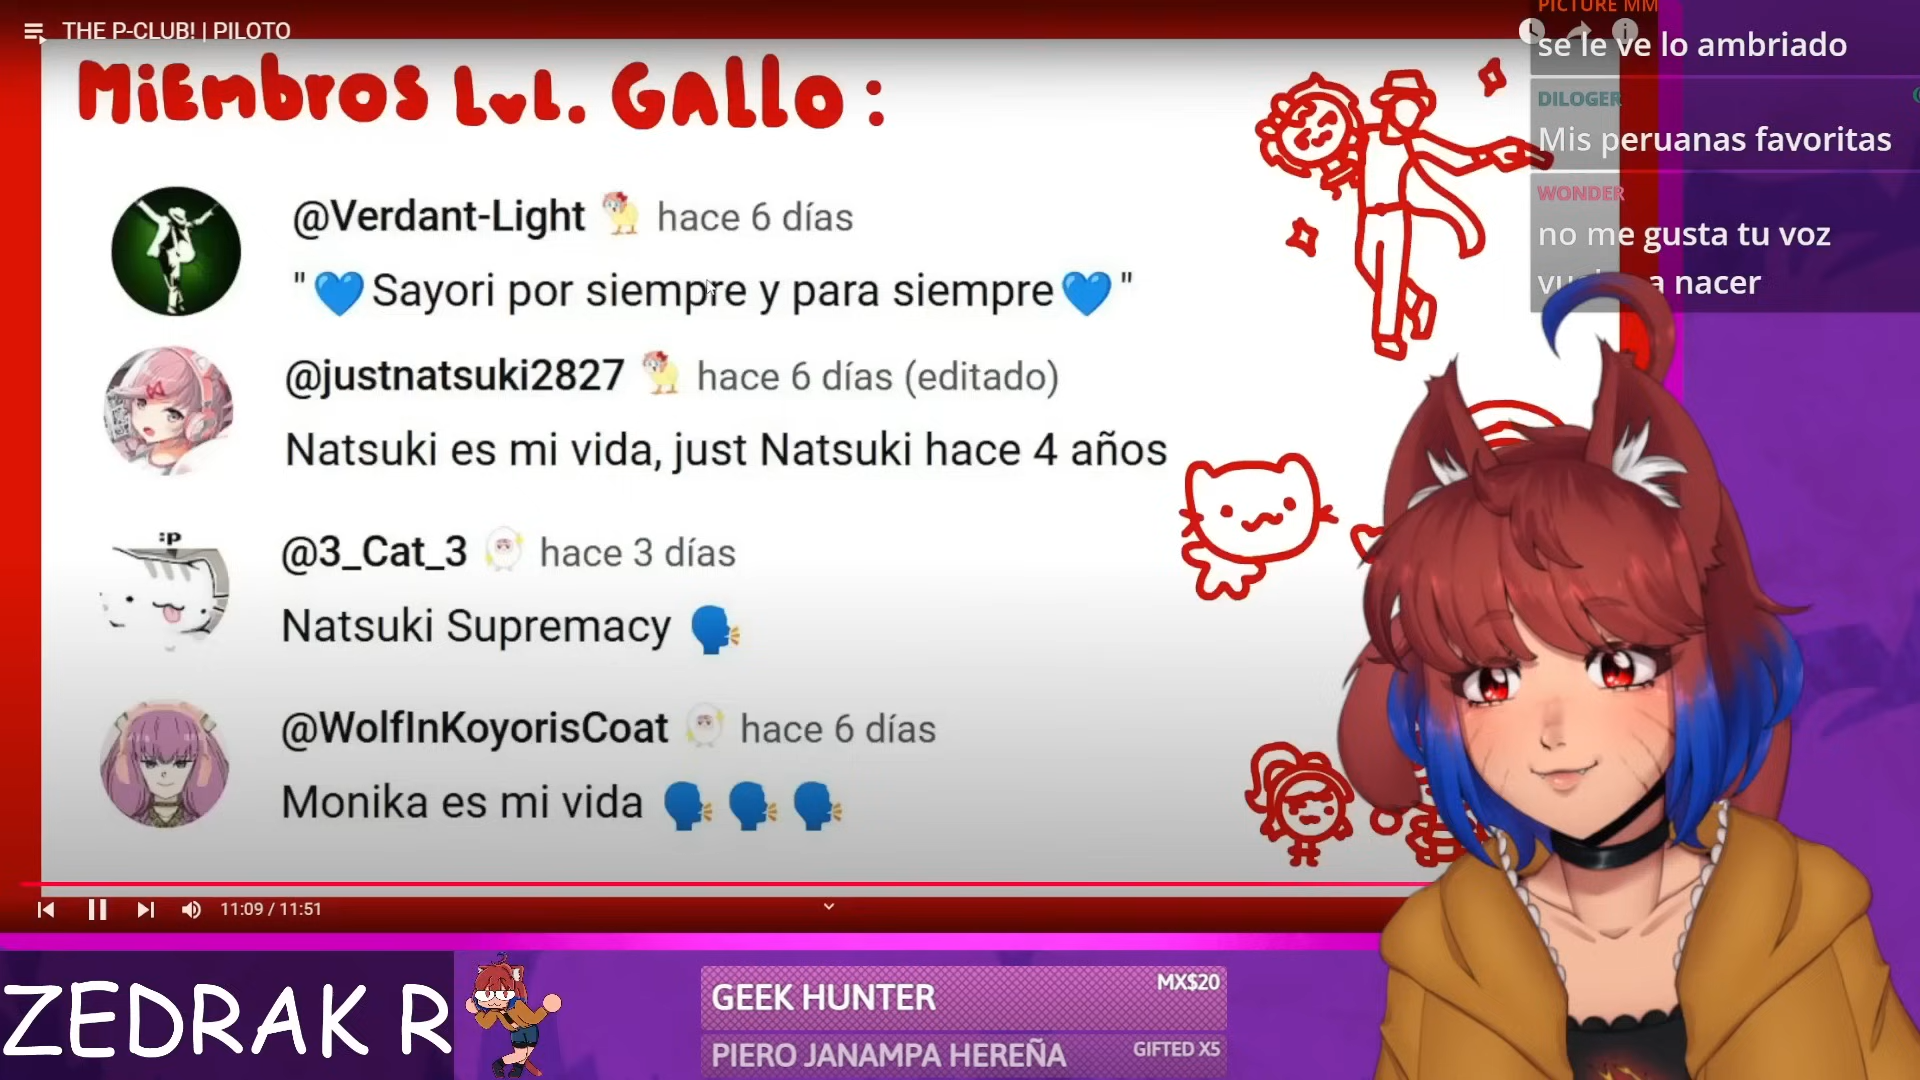 THE P-CLUB! | PILOTO
MiEmbros LvL. GALLo :
@Verdant-Light hace 6 días
"💙Sayori por siempre y para siempre💙"
@justnatsuki2827 hace 6 días (editado)
Natsuki es mi vida, just Natsuki hace 4 años
:p
@3_Cat_3 hace 3 días
Natsuki Supremacy 🗣
@WolfInKoyorisCoat hace 6 días
Monika es mi vida 🗣 🗣 🗣
11:09 / 11:51
PICTURE MM
se le ve lo ambriado
DILOGER
Mis peruanas favoritas
WONDER
no me gusta tu voz
a nacer
ZEDRAK R
GEEK HUNTER MX$20
PIERO JANAMPA HEREÑA GIFTED X5